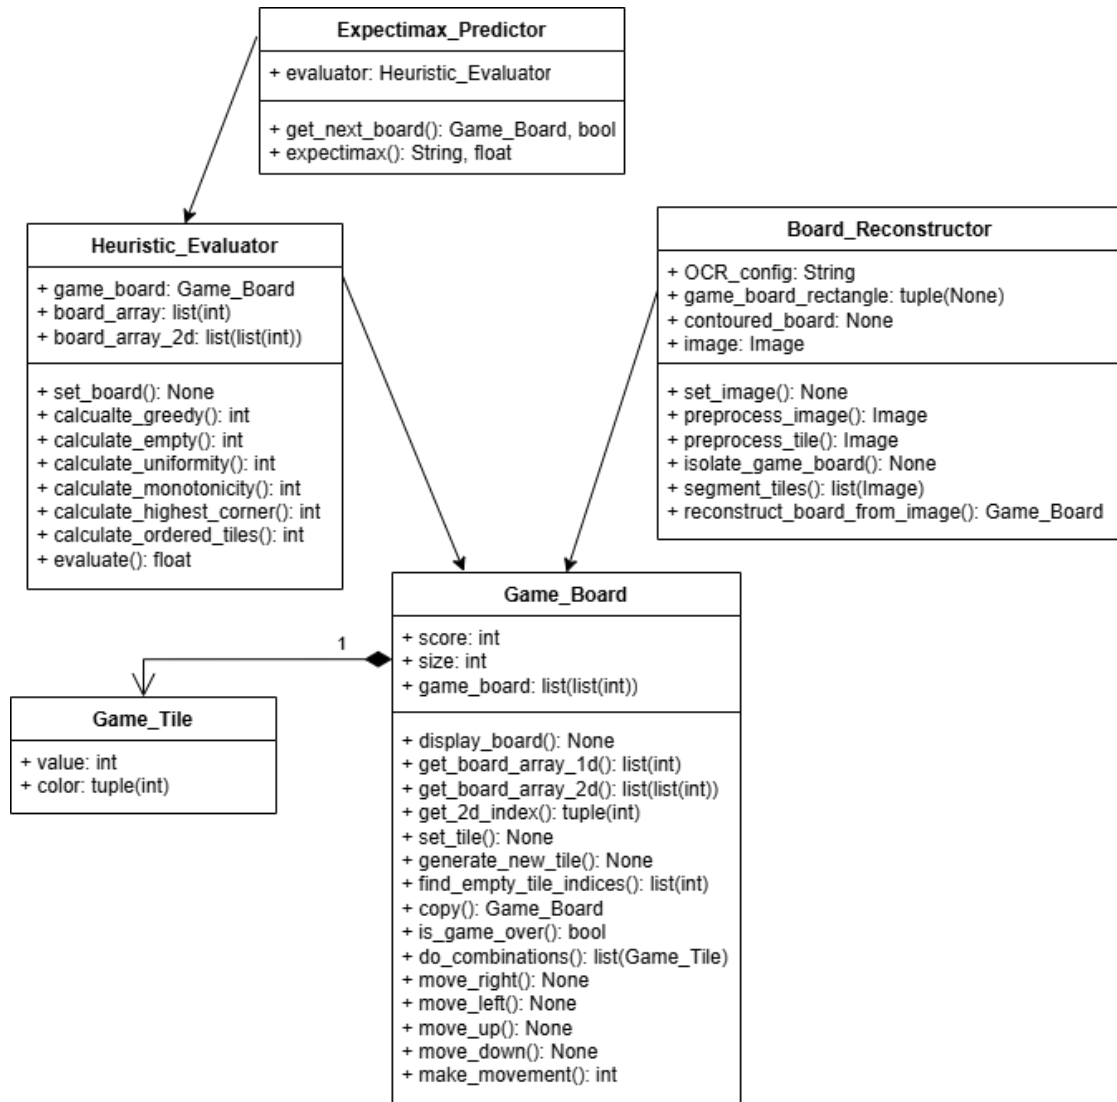 Expectimax_Predictor
+ evaluator: Heuristic_Evaluator
+ get_next_board(): Game_Board, bool
+ expectimax(): String, float
Heuristic_Evaluator
+ game_board: Game_Board
+ board_array: list(int)
+ board_array_2d: list(list(int))
+ set_board(): None
+ calcualte_greedy(): int
+ calculate_empty(): int
+ calculate_uniformity(): int
+ calculate_monotonicity(): int
+ calculate_highest_corner(): int
+ calculate_ordered_tiles(): int
+ evaluate(): float
Board_Reconstructor
+ OCR_config: String
+ game_board_rectangle: tuple(None)
+ contoured_board: None
+ image: Image
+ set_image(): None
+ preprocess_image(): Image
+ preprocess_tile(): Image
+ isolate_game_board(): None
+ segment_tiles(): list(Image)
+ reconstruct_board_from_image(): Game_Board
1
Game_Tile
+ value: int
+ color: tuple(int)
Game_Board
+ score: int
+ size: int
+ game_board: list(list(int))
+ display_board(): None
+ get_board_array_1d(): list(int)
+ get_board_array_2d(): list(list(int))
+ get_2d_index(): tuple(int)
+ set_tile(): None
+ generate_new_tile(): None
+ find_empty_tile_indices(): list(int)
+ copy(): Game_Board
+ is_game_over(): bool
+ do_combinations(): list(Game_Tile)
+ move_right(): None
+ move_left(): None
+ move_up(): None
+ move_down(): None
+ make_movement(): int